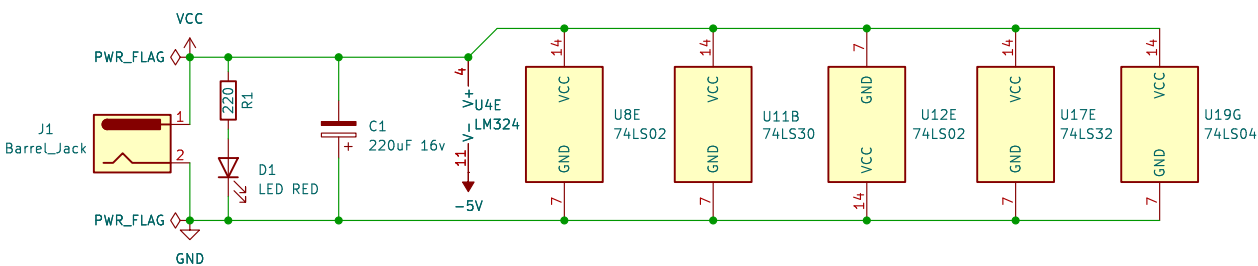 VCC
PWR_FLAG
J1
Barrel_Jack
1
2
220
R1
D1
LED RED
C1
220uF 16v
+
4
V+
V-
11
U4E
LM324
-5V
14
VCC
GND
7
U8E
74LS02
14
VCC
GND
7
U11B
74LS30
7
GND
VCC
14
U12E
74LS02
14
VCC
GND
7
U17E
74LS32
14
VCC
GND
7
U19G
74LS04
PWR_FLAG
GND